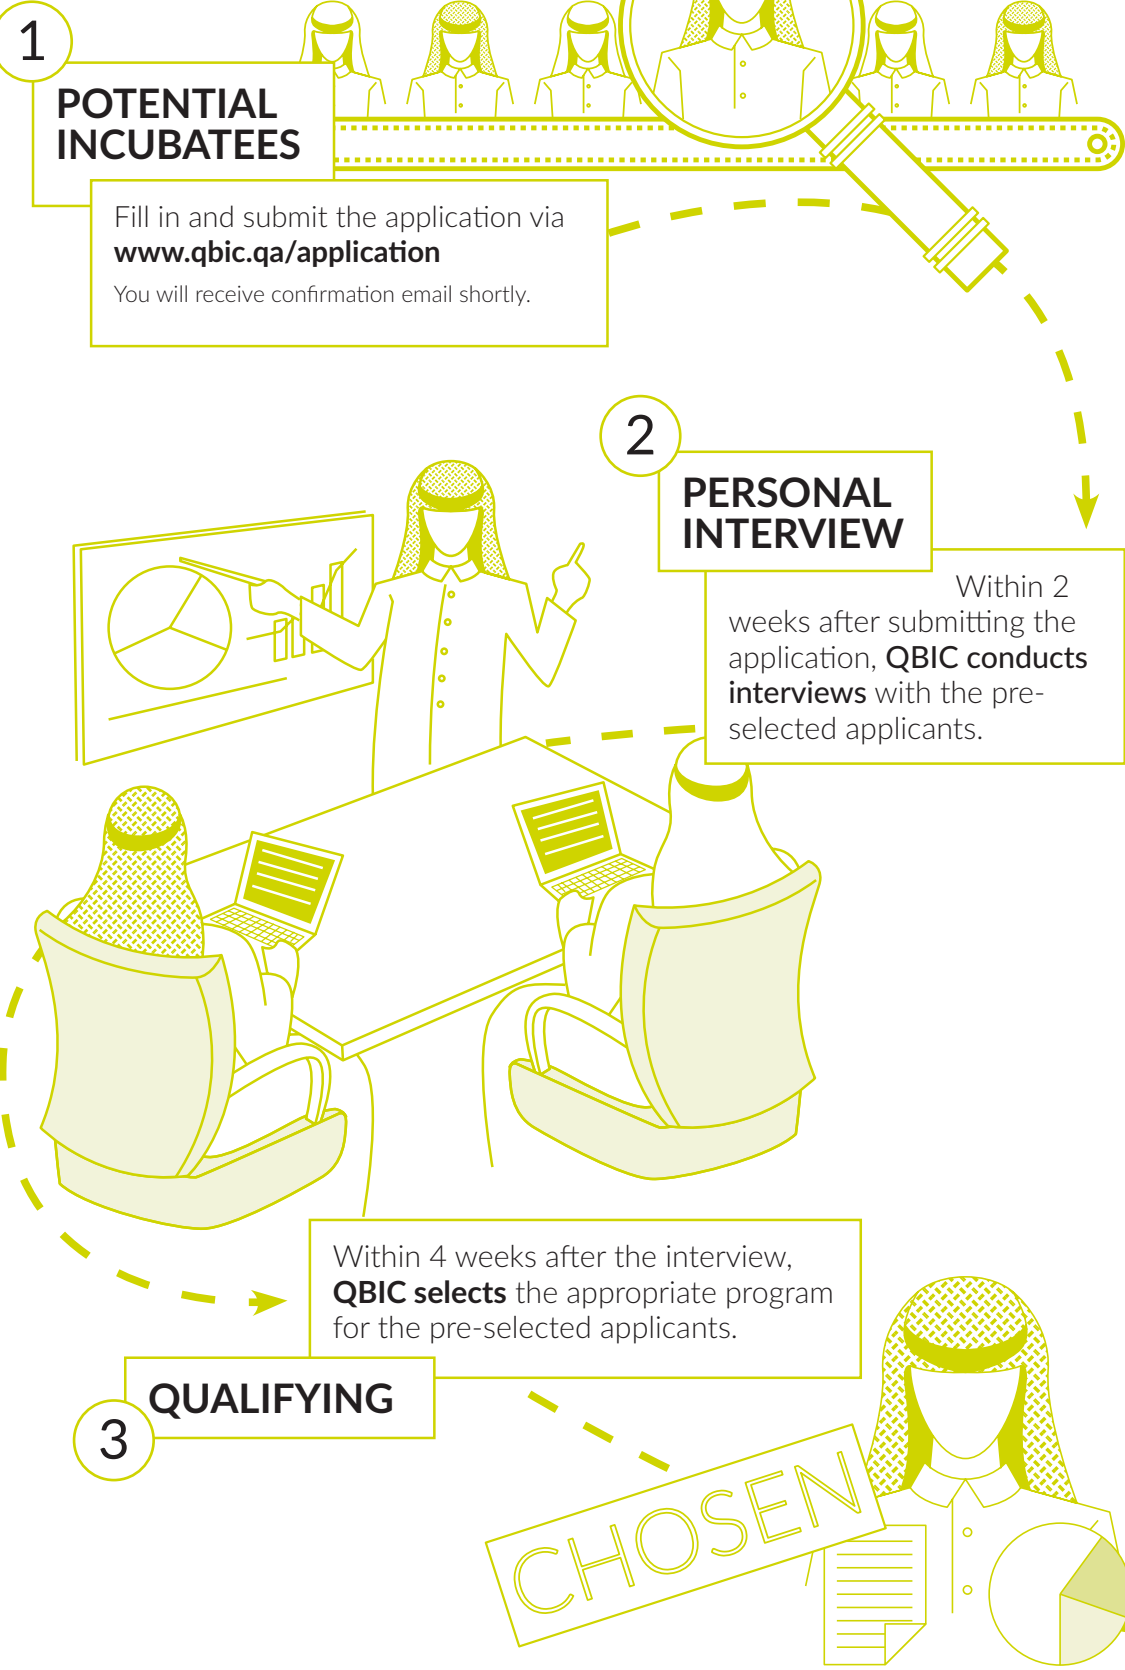 1
POTENTIAL
INCUBATEES
Fill in and submit the application via
www.qbic.qa/application
You will receive confirmation email shortly.
2
PERSONAL
INTERVIEW
Within 2
weeks after submitting the
application, QBIC conducts
interviews with the pre-
selected applicants.
Within 4 weeks after the interview,
QBIC selects the appropriate program
for the pre-selected applicants.
QUALIFYING
3
CHOSEN